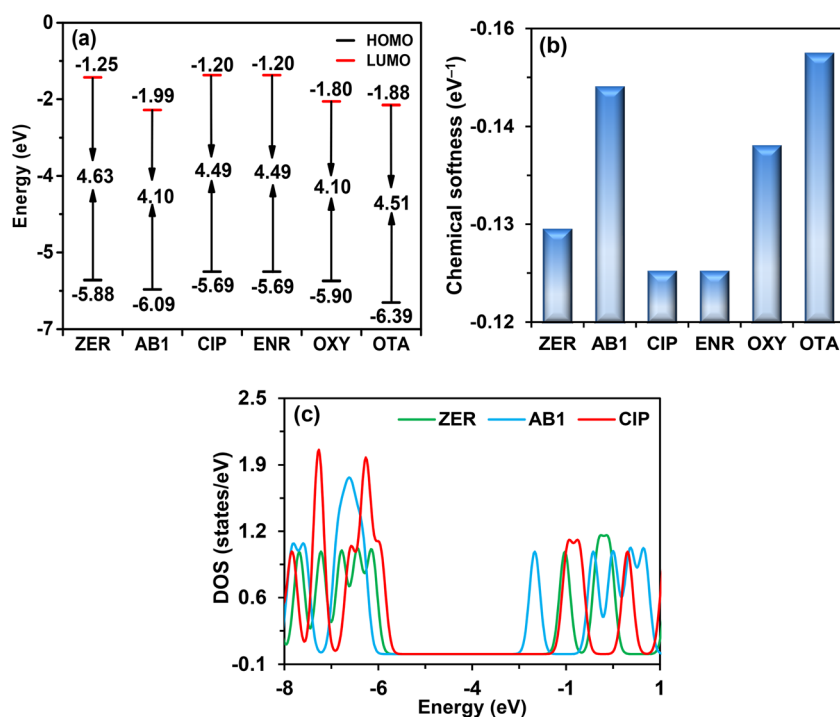 (a)
HOMO
LUMO
Energy (eV)
0
-2
-4
-5
-7
-1.25
-1.99
-1.20
-1.20
-1.80
-1.88
4.63
4.10
4.49
4.49
4.10
4.51
-5.88
-6.09
-5.69
-5.69
-5.90
-6.39
ZER AB1 CIP ENR OXY OTA
(b)
Chemical softness (eV⁻¹)
-0.16
-0.14
-0.13
-0.12
ZER AB1 CIP ENR OXY OTA
(c)
ZER AB1 CIP
DOS (states/eV)
2.5
1.9
1.2
0.6
-0.1
-8 -6 -4 -3 -1 1
Energy (eV)